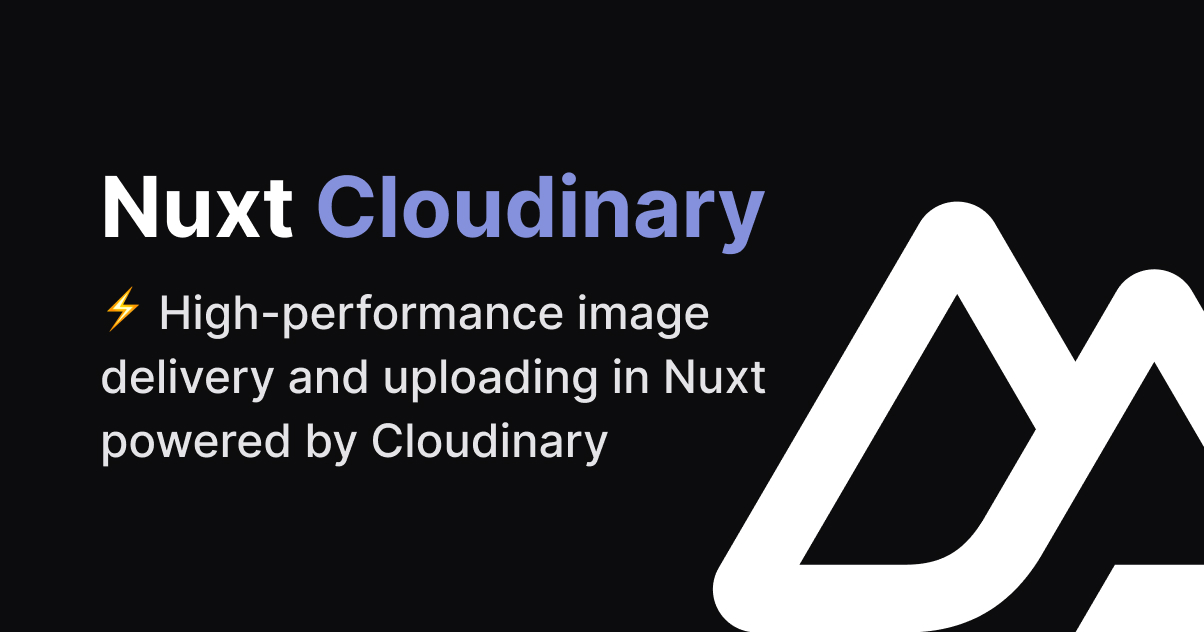 Nuxt Cloudinary
⚡ High-performance image
delivery and uploading in Nuxt
powered by Cloudinary